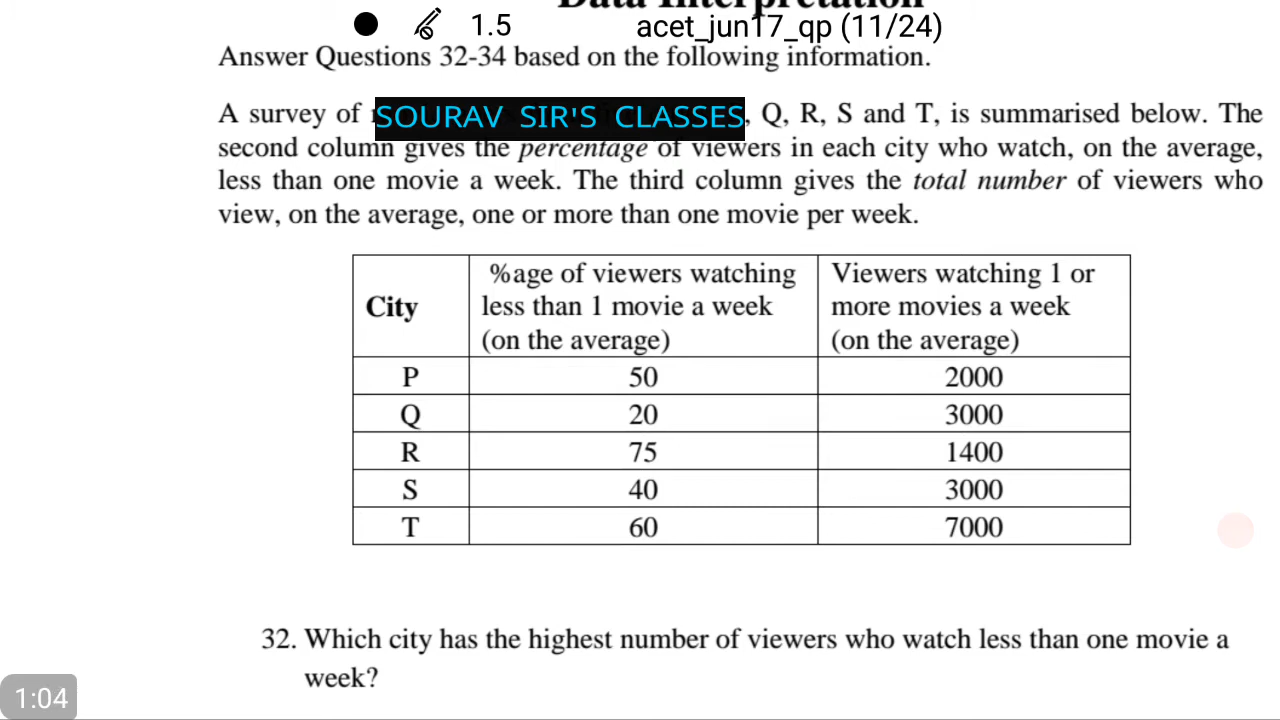 Data Interpretation
1.5 acet_jun17_qp (11/24)
Answer Questions 32-34 based on the following information.
A survey of SOURAV SIR'S CLASSES, Q, R, S and T, is summarised below. The
second column gives the percentage of viewers in each city who watch, on the average,
less than one movie a week. The third column gives the total number of viewers who
view, on the average, one or more than one movie per week.
City
%age of viewers watching
less than 1 movie a week
(on the average)
Viewers watching 1 or
more movies a week
(on the average)
P 50 2000
Q 20 3000
R 75 1400
S 40 3000
T 60 7000
32. Which city has the highest number of viewers who watch less than one movie a
week?
1:04